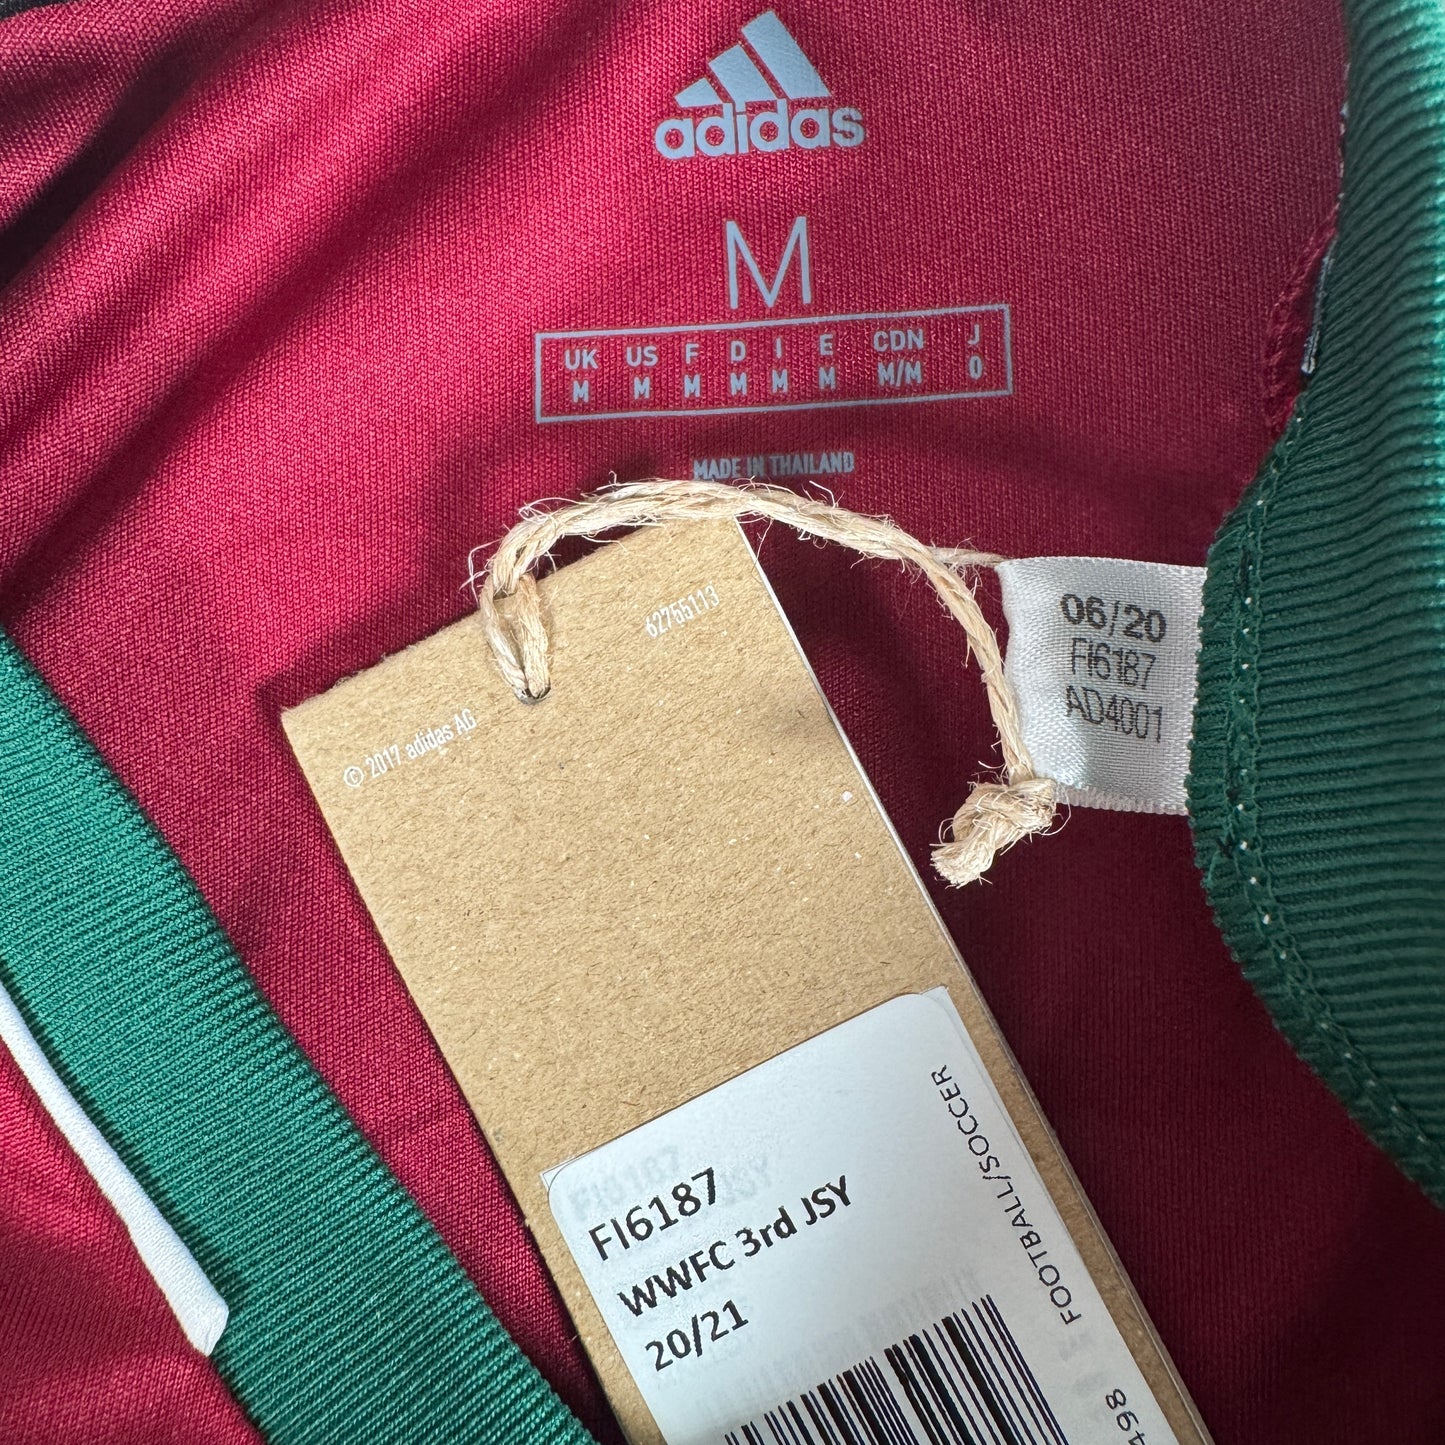 adidas
M
UK US F D I E CDN J
M M M M M M M/M O
MADE IN THAILAND
62755113
© 2017 adidas AG
06/20
FI6187
AD4001
FI6187
WWFC 3rd JSY
20/21
FOOTBALL/SOCCER
498